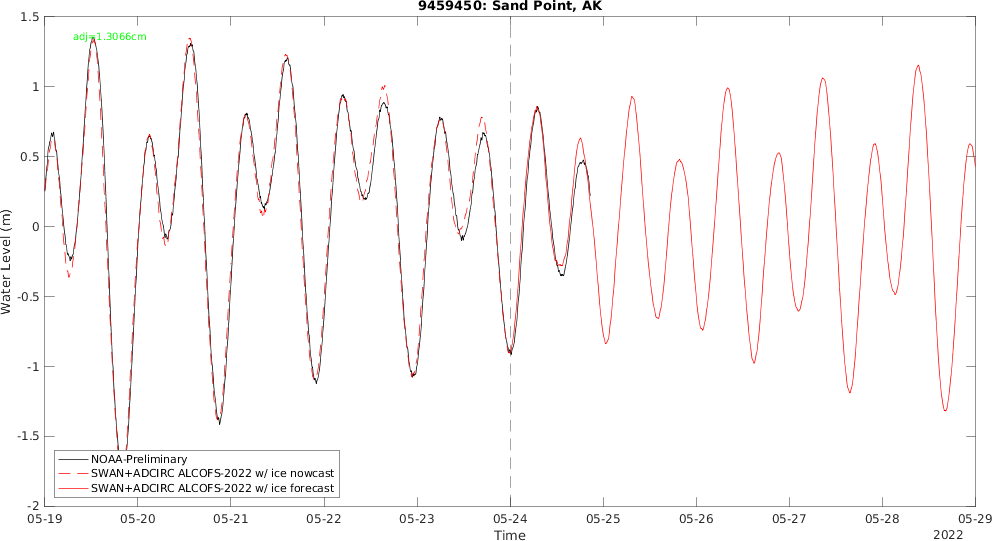 9459450: Sand Point, AK
adj=1.3066cm
Water Level (m)
1.5
1
0.5
0
-0.5
-1
-1.5
-2
NOAA-Preliminary
SWAN+ADCIRC ALCOFS-2022 w/ ice nowcast
SWAN+ADCIRC ALCOFS-2022 w/ ice forecast
05-19 05-20 05-21 05-22 05-23 05-24 05-25 05-26 05-27 05-28 05-29
Time
2022